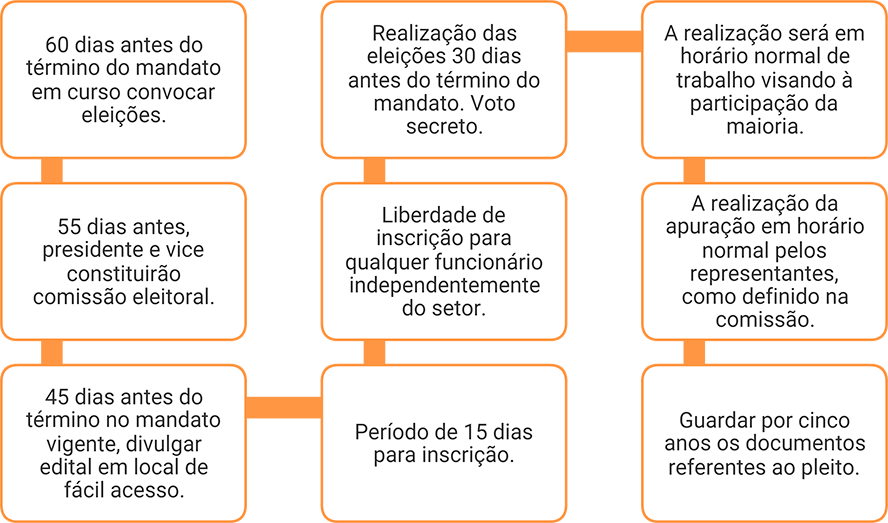 60 dias antes do
término do mandato
em curso convocar
eleições.
55 dias antes,
presidente e vice
constituirão
comissão eleitoral.
45 dias antes do
término no mandato
vigente, divulgar
edital em local de
fácil acesso.
Período de 15 dias
para inscrição.
Liberdade de
inscrição para
qualquer funcionário
independentemente
do setor.
Realização das
eleições 30 dias
antes do término do
mandato. Voto
secreto.
A realização será em
horário normal de
trabalho visando à
participação da
maioria.
A realização da
apuração em horário
normal pelos
representantes,
como definido na
comissão.
Guardar por cinco
anos os documentos
referentes ao pleito.